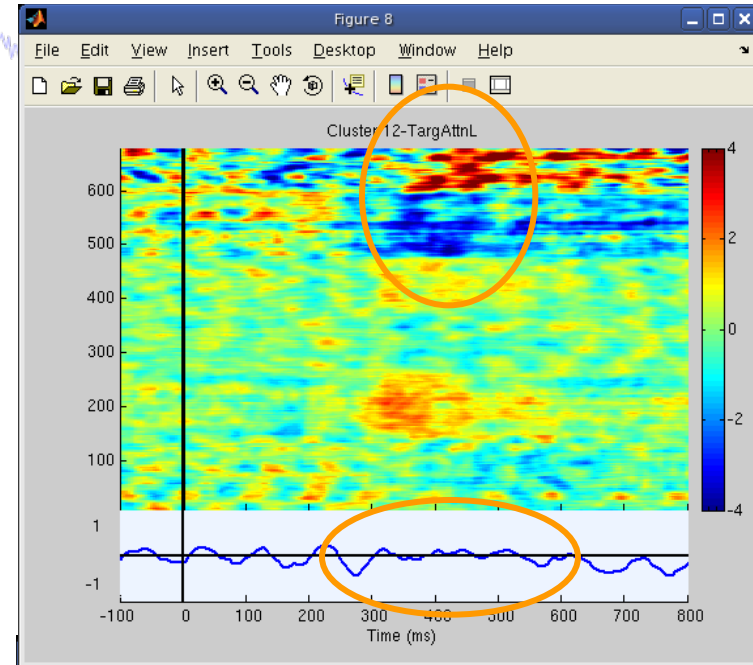 Figure 8
File Edit View Insert Tools Desktop Window Help
Cluster 12-TargAttnL
600
500
400
300
200
100
4
2
0
-2
-4
1
-1
-100 0 100 200 300 400 500 600 700 800
Time (ms)